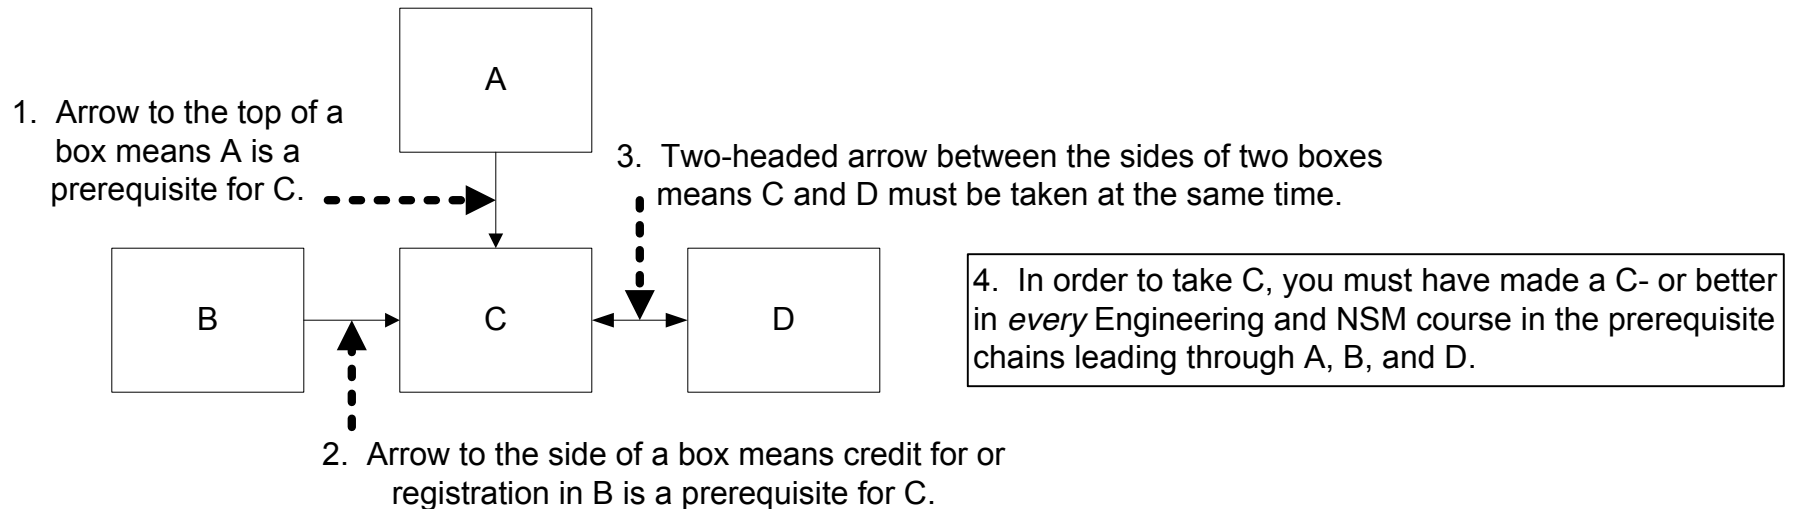 A
1. Arrow to the top of a
box means A is a
prerequisite for C.
3. Two-headed arrow between the sides of two boxes
means C and D must be taken at the same time.
B
C
D
4. In order to take C, you must have made a C- or better
in every Engineering and NSM course in the prerequisite
chains leading through A, B, and D.
2. Arrow to the side of a box means credit for or
registration in B is a prerequisite for C.